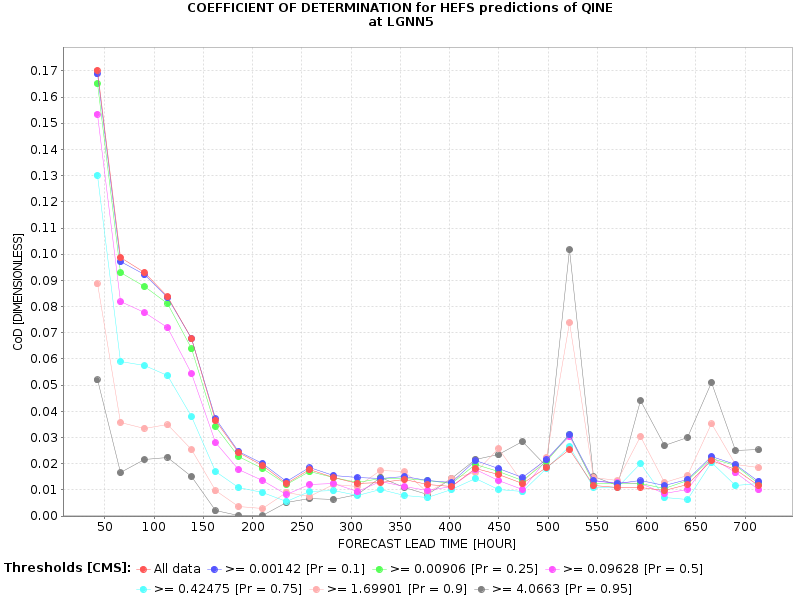 COEFFICIENT OF DETERMINATION for HEFS predictions of QINE
at LGNN5
0.17
0.16
0.15
0.14
0.13
0.12
0.11
0.10
0.09
0.08
0.07
0.06
0.05
0.04
0.03
0.02
0.01
0.00
CoD [DIMENSIONLESS]
50 100 150 200 250 300 350 400 450 500 550 600 650 700
FORECAST LEAD TIME [HOUR]
Thresholds [CMS]: All data >= 0.00142 [Pr = 0.1] >= 0.00906 [Pr = 0.25] >= 0.09628 [Pr = 0.5]
>= 0.42475 [Pr = 0.75] >= 1.69901 [Pr = 0.9] >= 4.0663 [Pr = 0.95]